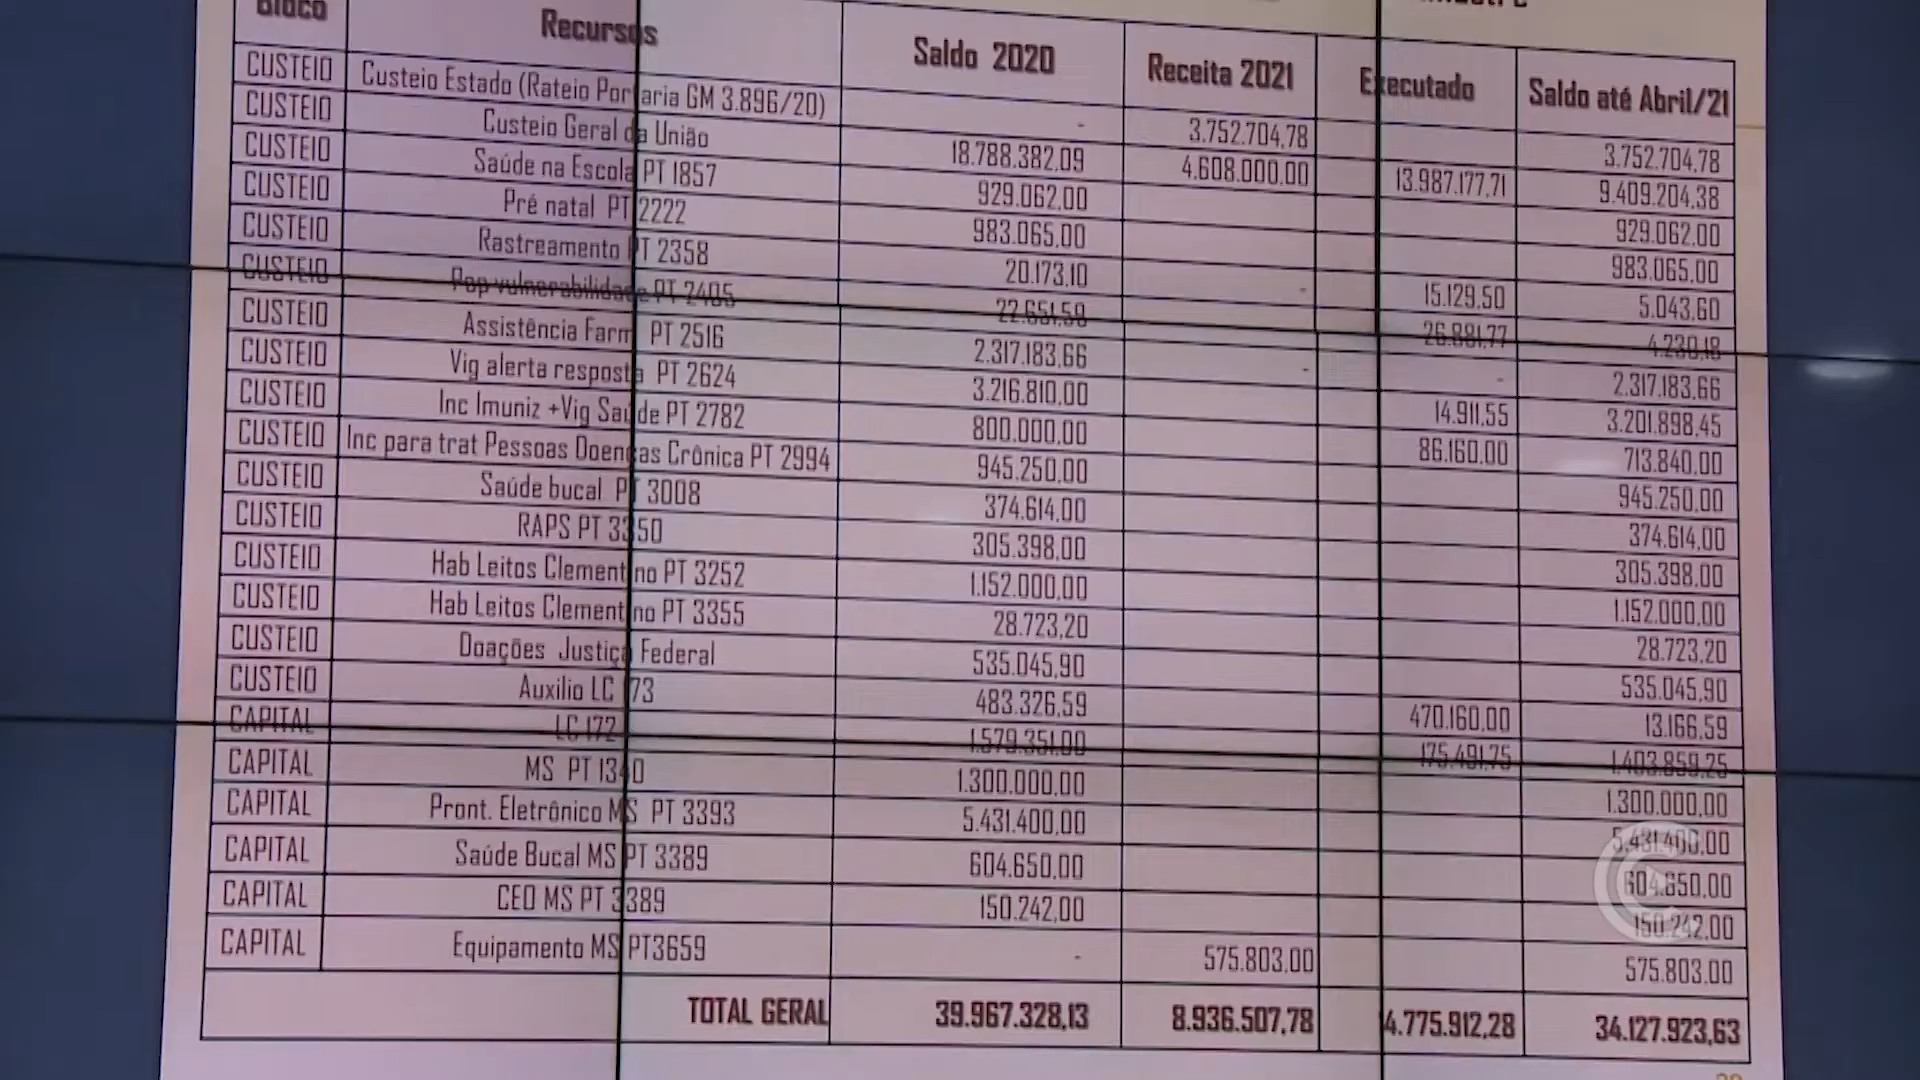 Bloco Recursos Saldo 2020 Receita 2021 Executado Saldo até Abril/21
CUSTEIO Custeio Estado (Rateio Portaria GM 3.896/20) - 3.752.704,78 3.752.704,78
CUSTEIO Custeio Geral da União 18.788.382,09 4.608.000,00 13.987.177,71 9.409.204,38
CUSTEIO Saúde na Escola PT 1857 929.062,00 929.062,00
CUSTEIO Pré natal PT 2222 983.065,00 983.065,00
CUSTEIO Rastreamento PT 2358 20.173,10 - 15.129,50 5.043,60
CUSTEIO Pop vulnerabilidade PT 2405 22.651,59 26.881,77 4.230,18
CUSTEIO Assistência Farm PT 2516 2.317.183,66 - - 2.317.183,66
CUSTEIO Vig alerta resposta PT 2624 3.216.810,00 14.911,55 3.201.898,45
CUSTEIO Inc Imuniz +Vig Saúde PT 2782 800.000,00 86.160,00 713.840,00
CUSTEIO Inc para trat Pessoas Doenças Crônica PT 2994 945.250,00 945.250,00
CUSTEIO Saúde bucal PT 3008 374.614,00 374.614,00
CUSTEIO RAPS PT 3350 305.398,00 305.398,00
CUSTEIO Hab Leitos Clementino PT 3252 1.152.000,00 1.152.000,00
CUSTEIO Hab Leitos Clementino PT 3355 28.723,20 28.723,20
CUSTEIO Doações Justiça Federal 535.045,90 535.045,90
CUSTEIO Auxilio LC 173 483.326,59 470.160,00 13.166,59
CAPITAL LC 172 1.579.351,00 175.491,75 1.403.859,25
CAPITAL MS PT 1340 1.300.000,00 1.300.000,00
CAPITAL Pront. Eletrônico MS PT 3393 5.431.400,00 5.431.400,00
CAPITAL Saúde Bucal MS PT 3389 604.650,00 604.650,00
CAPITAL CEO MS PT 3389 150.242,00 150.242,00
CAPITAL Equipamento MS PT3659 - 575.803,00 575.803,00
TOTAL GERAL 39.967.328,13 8.936.507,78 4.775.912,28 34.127.923,63